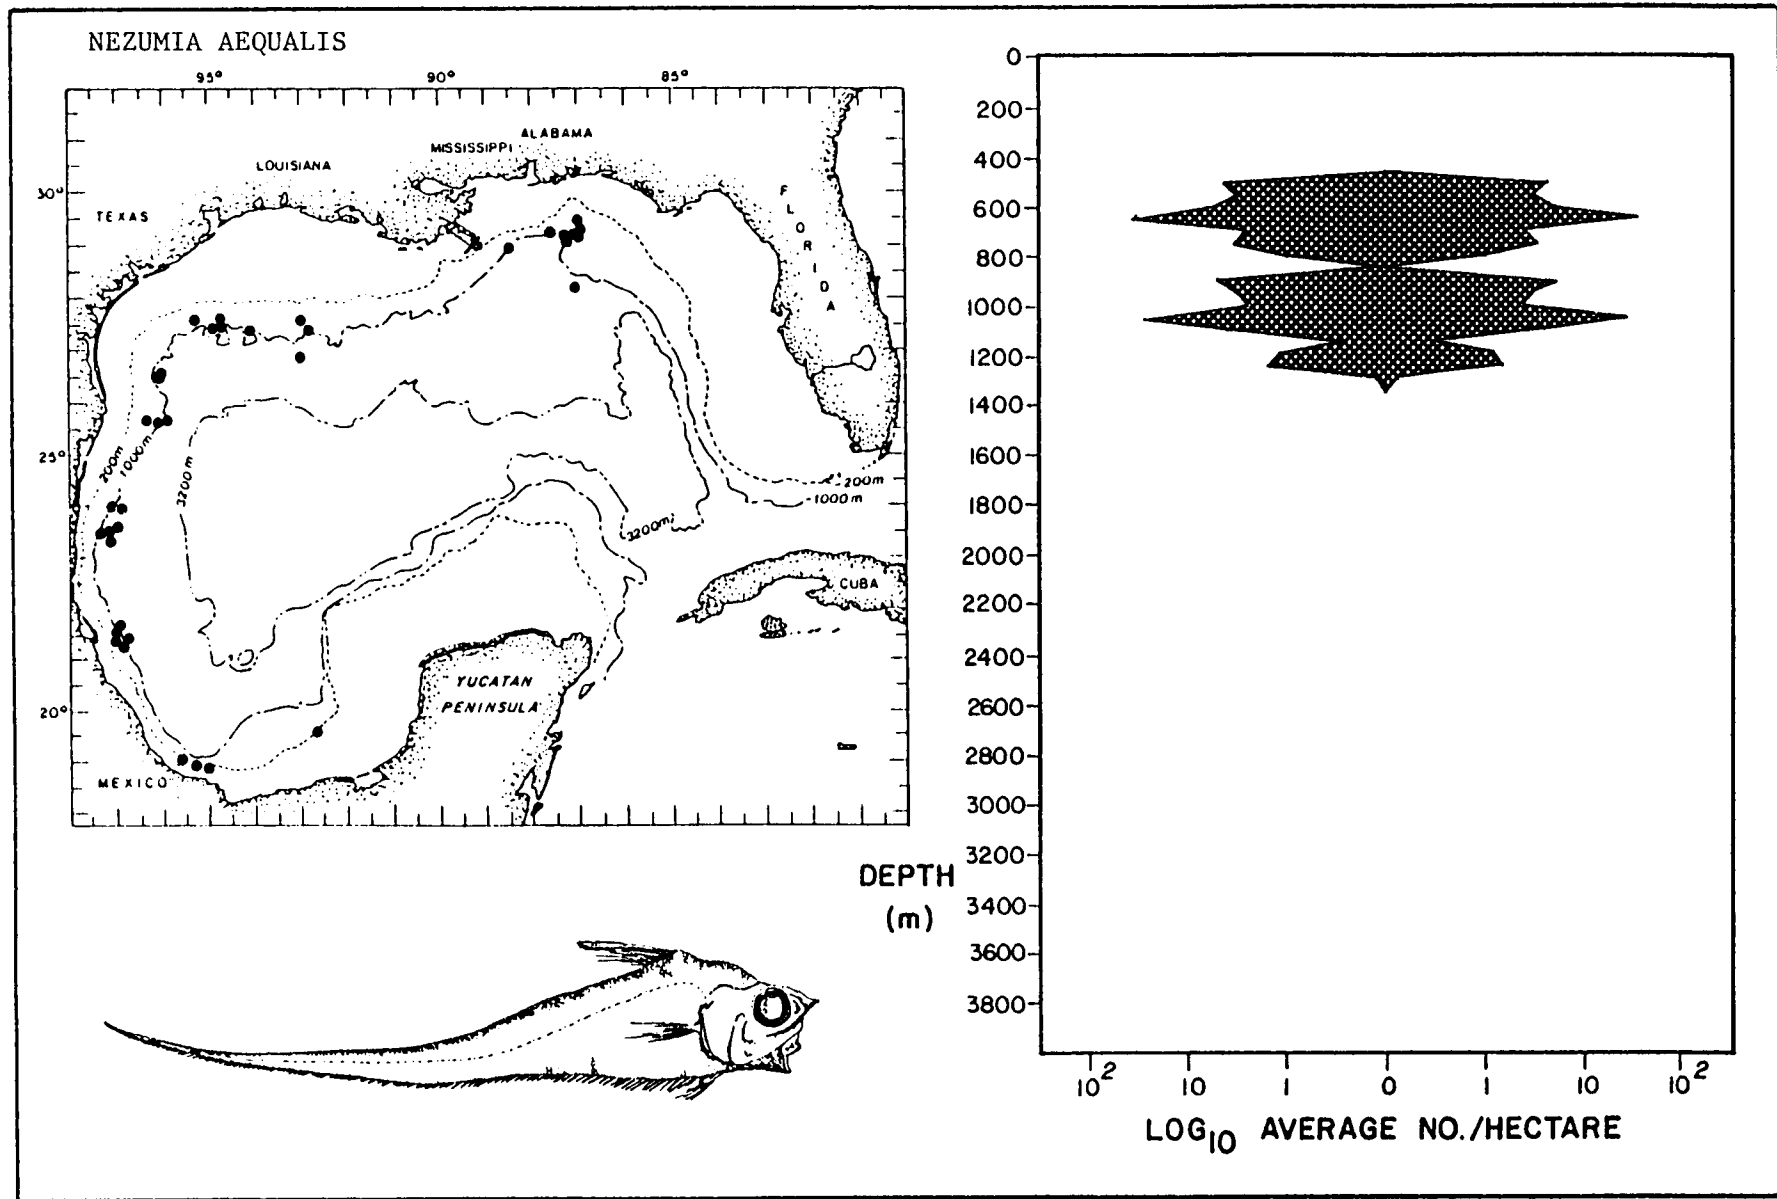 NEZUMIA AEQUALIS
95° 90° 85°
ALABAMA
MISSISSIPPI
LOUISIANA
30°
TEXAS
FLORIDA
25°
200m
1000m
3200m
200m
1000m
3200m
CUBA
YUCATAN
PENINSULA
20°
MEXICO
DEPTH
(m)
0
200
400
600
800
1000
1200
1400
1600
1800
2000
2200
2400
2600
2800
3000
3200
3400
3600
3800
10² 10 1 0 1 10 10²
LOG₁₀ AVERAGE NO./HECTARE